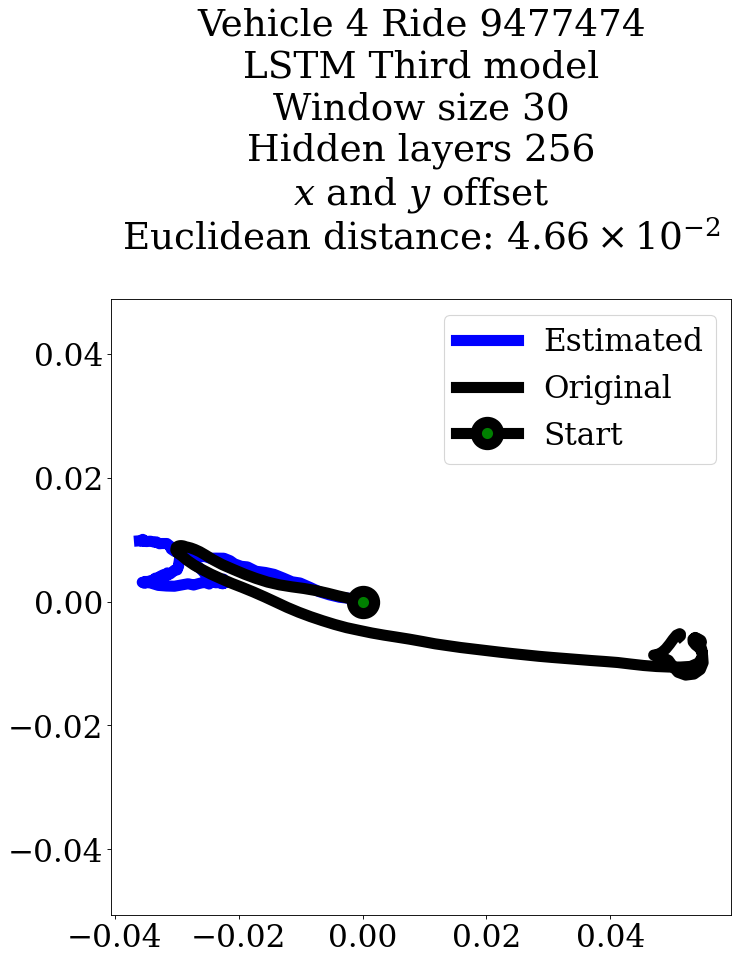 Vehicle 4 Ride 9477474
LSTM Third model
Window size 30
Hidden layers 256
x and y offset
Euclidean distance: 4.66 × 10⁻²
Estimated
Original
Start
0.04
0.02
0.00
−0.02
−0.04
−0.04 −0.02 0.00 0.02 0.04